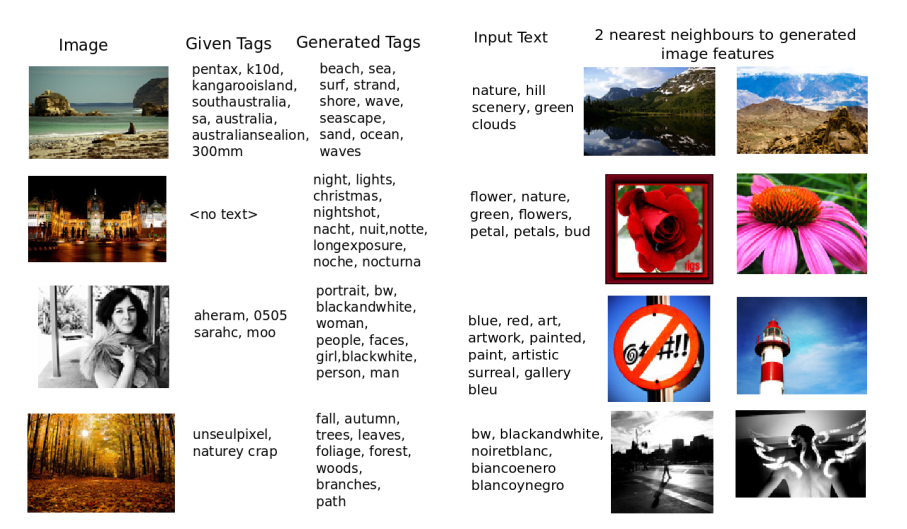 Image
Given Tags
Generated Tags
Input Text
2 nearest neighbours to generated
image features
pentax, k10d,
kangarooisland,
southaustralia,
sa, australia,
australiansealion,
300mm
beach, sea,
surf, strand,
shore, wave,
seascape,
sand, ocean,
waves
nature, hill
scenery, green
clouds
<no text>
night, lights,
christmas,
nightshot,
nacht, nuit,notte,
longexposure,
noche, nocturna
flower, nature,
green, flowers,
petal, petals, bud
rigs
aheram, 0505
sarahc, moo
portrait, bw,
blackandwhite,
woman,
people, faces,
girl,blackwhite,
person, man
blue, red, art,
artwork, painted,
paint, artistic
surreal, gallery
bleu
@#!!
unseulpixel,
naturey crap
fall, autumn,
trees, leaves,
foliage, forest,
woods,
branches,
path
bw, blackandwhite,
noiretblanc,
biancoenero
blancoynegro